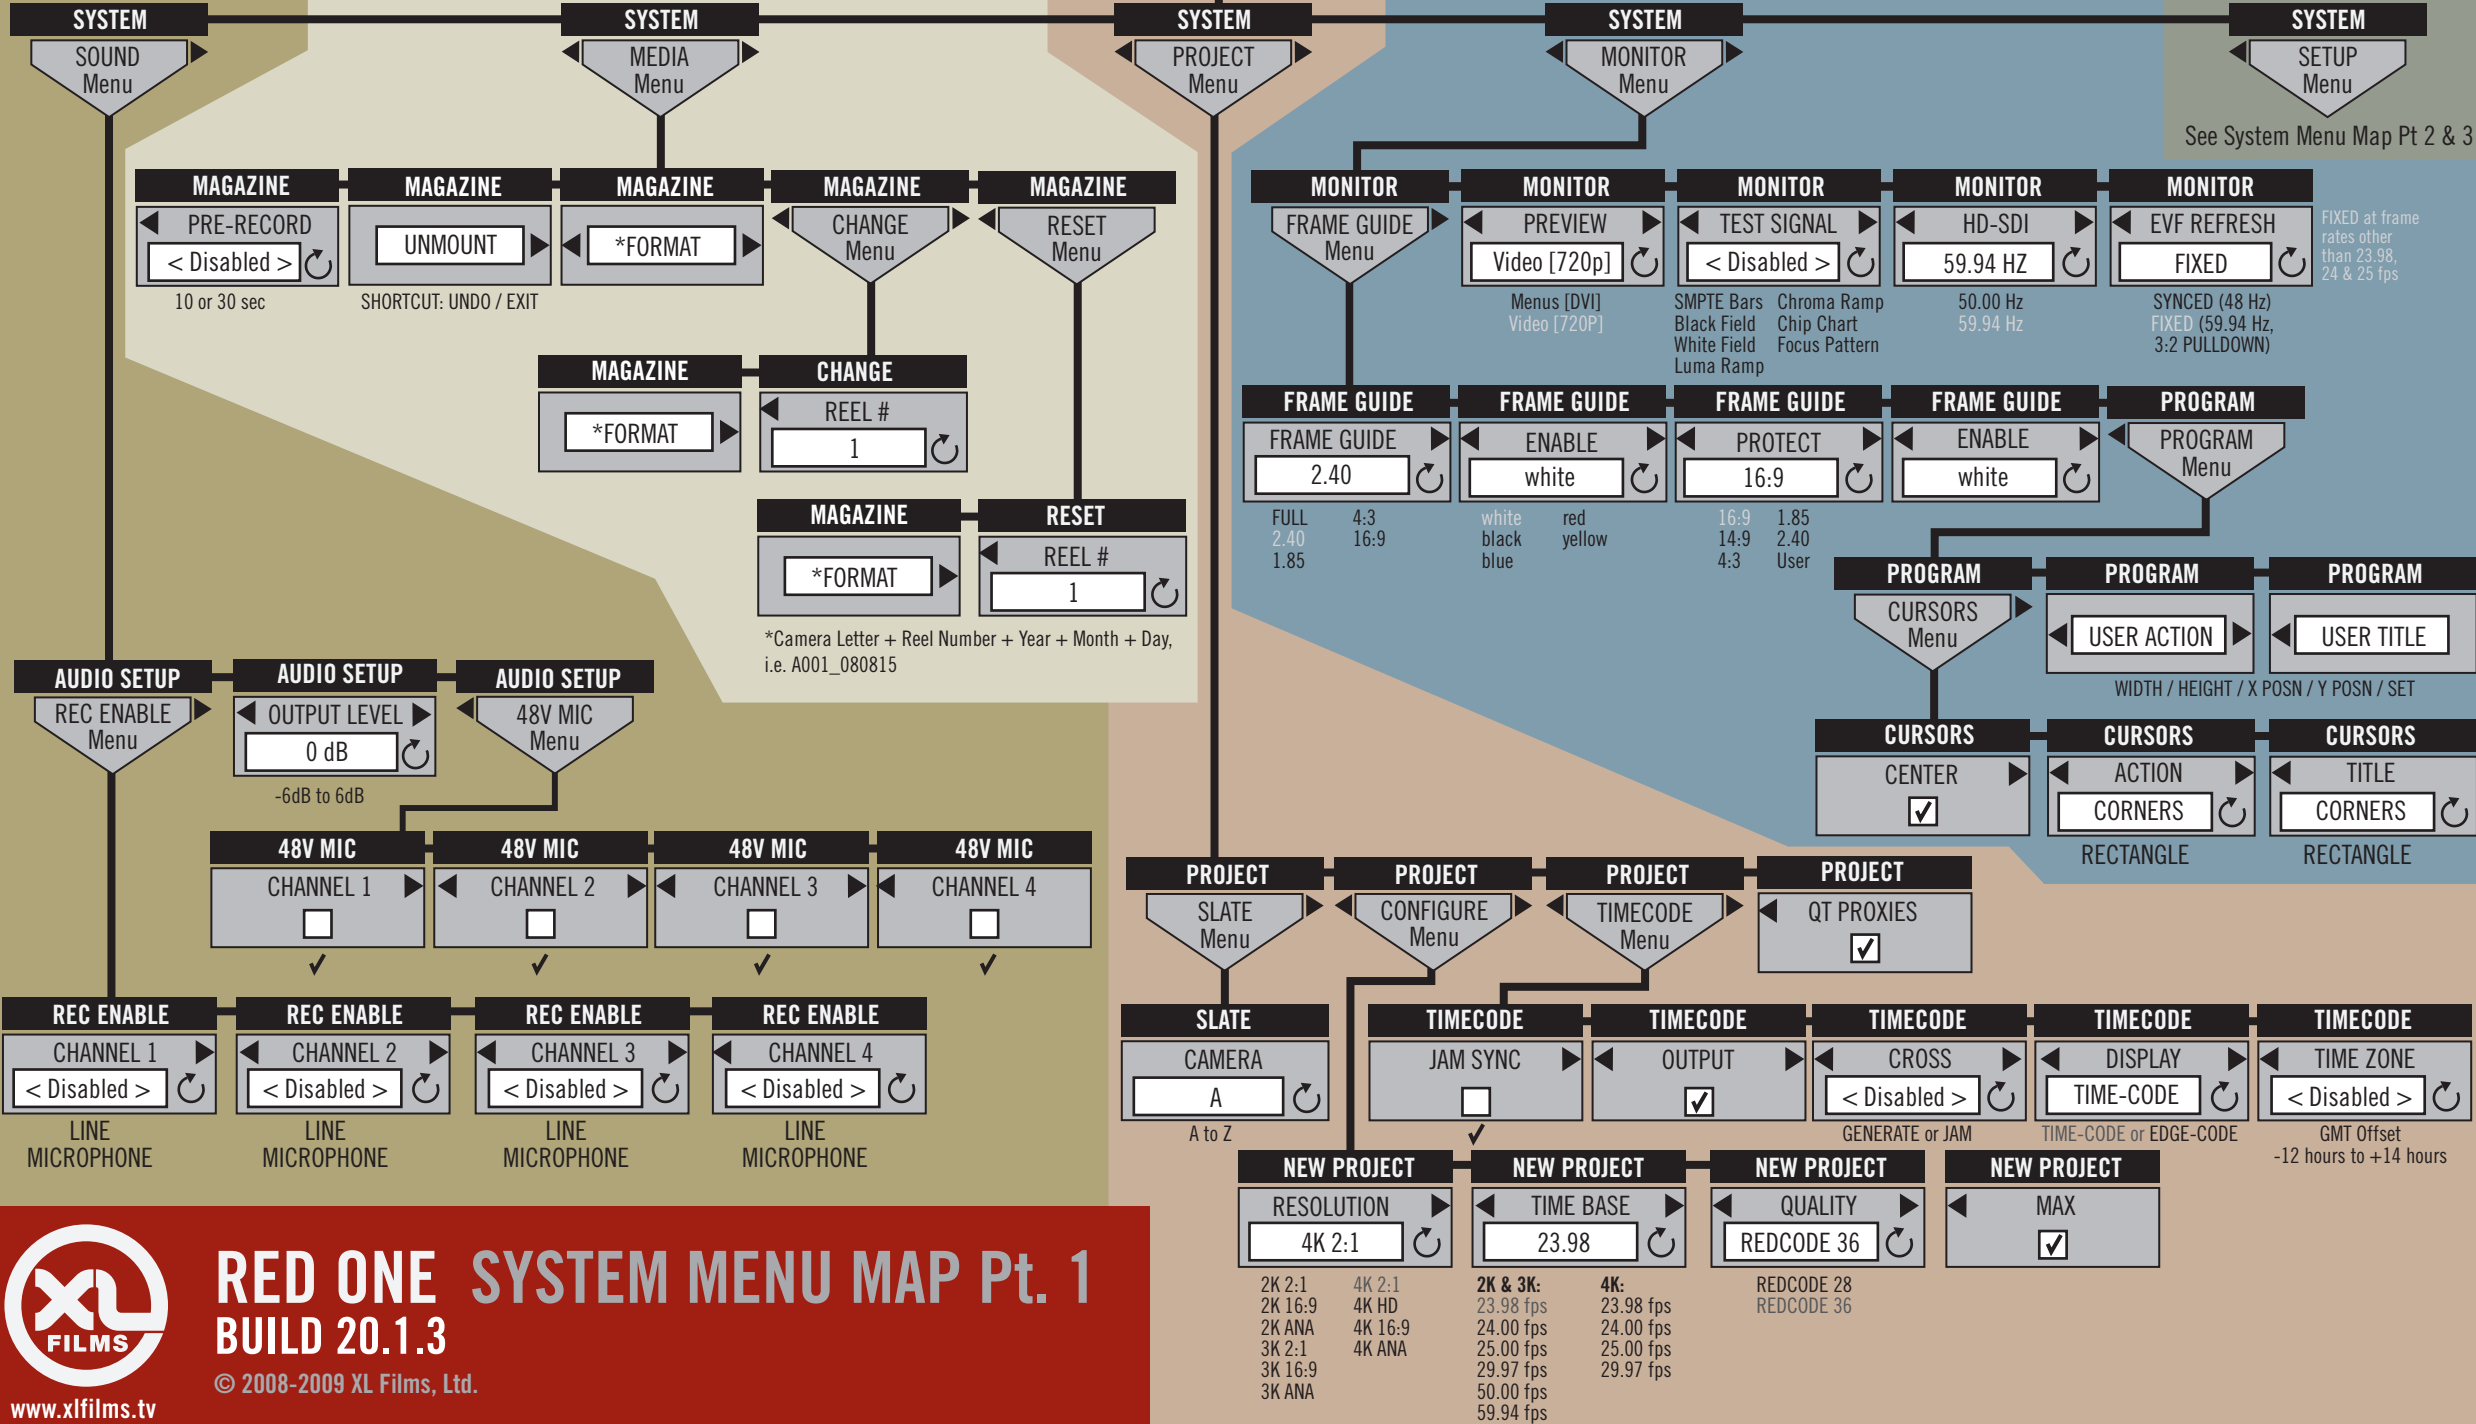 SYSTEM
SOUND
Menu
SYSTEM
MEDIA
Menu
SYSTEM
PROJECT
Menu
SYSTEM
MONITOR
Menu
SYSTEM
SETUP
Menu
See System Menu Map Pt 2 & 3
MAGAZINE
PRE-RECORD
< Disabled >
10 or 30 sec
MAGAZINE
UNMOUNT
SHORTCUT: UNDO / EXIT
MAGAZINE
*FORMAT
MAGAZINE
CHANGE
Menu
MAGAZINE
RESET
Menu
MONITOR
FRAME GUIDE
Menu
MONITOR
PREVIEW
Video [720p]
Menus [DVI]
Video [720P]
MONITOR
TEST SIGNAL
< Disabled >
SMPTE Bars Chroma Ramp
Black Field Chip Chart
White Field Focus Pattern
Luma Ramp
MONITOR
HD-SDI
59.94 HZ
50.00 Hz
59.94 Hz
MONITOR
EVF REFRESH
FIXED
SYNCED (48 Hz)
FIXED (59.94 Hz,
3:2 PULLDOWN)
FIXED at frame
rates other
than 23.98,
24 & 25 fps
MAGAZINE
*FORMAT
CHANGE
REEL #
1
MAGAZINE
*FORMAT
RESET
REEL #
1
*Camera Letter + Reel Number + Year + Month + Day,
i.e. A001_080815
FRAME GUIDE
FRAME GUIDE
2.40
FULL 4:3
2.40 16:9
1.85
FRAME GUIDE
ENABLE
white
white red
black yellow
blue
FRAME GUIDE
PROTECT
16:9
16:9 1.85
14:9 2.40
4:3 User
FRAME GUIDE
ENABLE
white
PROGRAM
PROGRAM
Menu
PROGRAM
CURSORS
Menu
PROGRAM
USER ACTION
PROGRAM
USER TITLE
WIDTH / HEIGHT / X POSN / Y POSN / SET
CURSORS
CENTER
CURSORS
ACTION
CORNERS
RECTANGLE
CURSORS
TITLE
CORNERS
RECTANGLE
AUDIO SETUP
REC ENABLE
Menu
AUDIO SETUP
OUTPUT LEVEL
0 dB
-6dB to 6dB
AUDIO SETUP
48V MIC
Menu
48V MIC
CHANNEL 1
48V MIC
CHANNEL 2
48V MIC
CHANNEL 3
48V MIC
CHANNEL 4
REC ENABLE
CHANNEL 1
< Disabled >
LINE
MICROPHONE
REC ENABLE
CHANNEL 2
< Disabled >
LINE
MICROPHONE
REC ENABLE
CHANNEL 3
< Disabled >
LINE
MICROPHONE
REC ENABLE
CHANNEL 4
< Disabled >
LINE
MICROPHONE
PROJECT
SLATE
Menu
PROJECT
CONFIGURE
Menu
PROJECT
TIMECODE
Menu
PROJECT
QT PROXIES
SLATE
CAMERA
A
A to Z
TIMECODE
JAM SYNC
TIMECODE
OUTPUT
TIMECODE
CROSS
< Disabled >
GENERATE or JAM
TIMECODE
DISPLAY
TIME-CODE
TIME-CODE or EDGE-CODE
TIMECODE
TIME ZONE
< Disabled >
GMT Offset
-12 hours to +14 hours
NEW PROJECT
RESOLUTION
4K 2:1
2K 2:1 4K 2:1
2K 16:9 4K HD
2K ANA 4K 16:9
3K 2:1 4K ANA
3K 16:9
3K ANA
NEW PROJECT
TIME BASE
23.98
2K & 3K: 4K:
23.98 fps 23.98 fps
24.00 fps 24.00 fps
25.00 fps 25.00 fps
29.97 fps 29.97 fps
50.00 fps
59.94 fps
NEW PROJECT
QUALITY
REDCODE 36
REDCODE 28
REDCODE 36
NEW PROJECT
MAX
XL
FILMS
www.xlfilms.tv
RED ONE SYSTEM MENU MAP Pt. 1
BUILD 20.1.3
© 2008-2009 XL Films, Ltd.